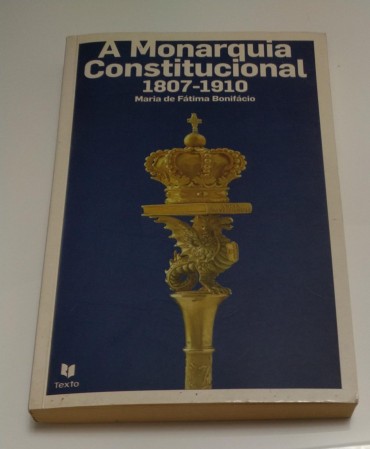 A Monarquia
Constitucional
1807-1910
Maria de Fátima Bonifácio
Texto